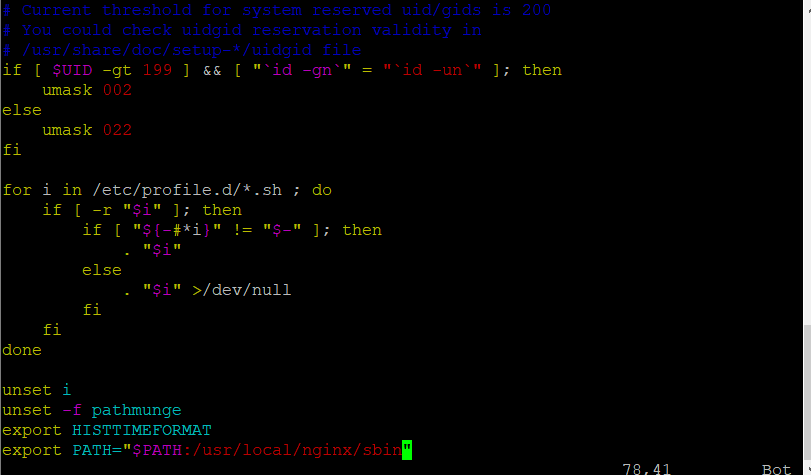 # Current threshold for system reserved uid/gids is 200
# You could check uidgid reservation validity in
# /usr/share/doc/setup-*/uidgid file
if [ $UID -gt 199 ] && [ "`id -gn`" = "`id -un`" ]; then
    umask 002
else
    umask 022
fi

for i in /etc/profile.d/*.sh ; do
    if [ -r "$i" ]; then
        if [ "${-#*i}" != "$-" ]; then
            . "$i"
        else
            . "$i" >/dev/null
        fi
    fi
done

unset i
unset -f pathmunge
export HISTTIMEFORMAT
export PATH="$PATH:/usr/local/nginx/sbin"
78,41 Bot